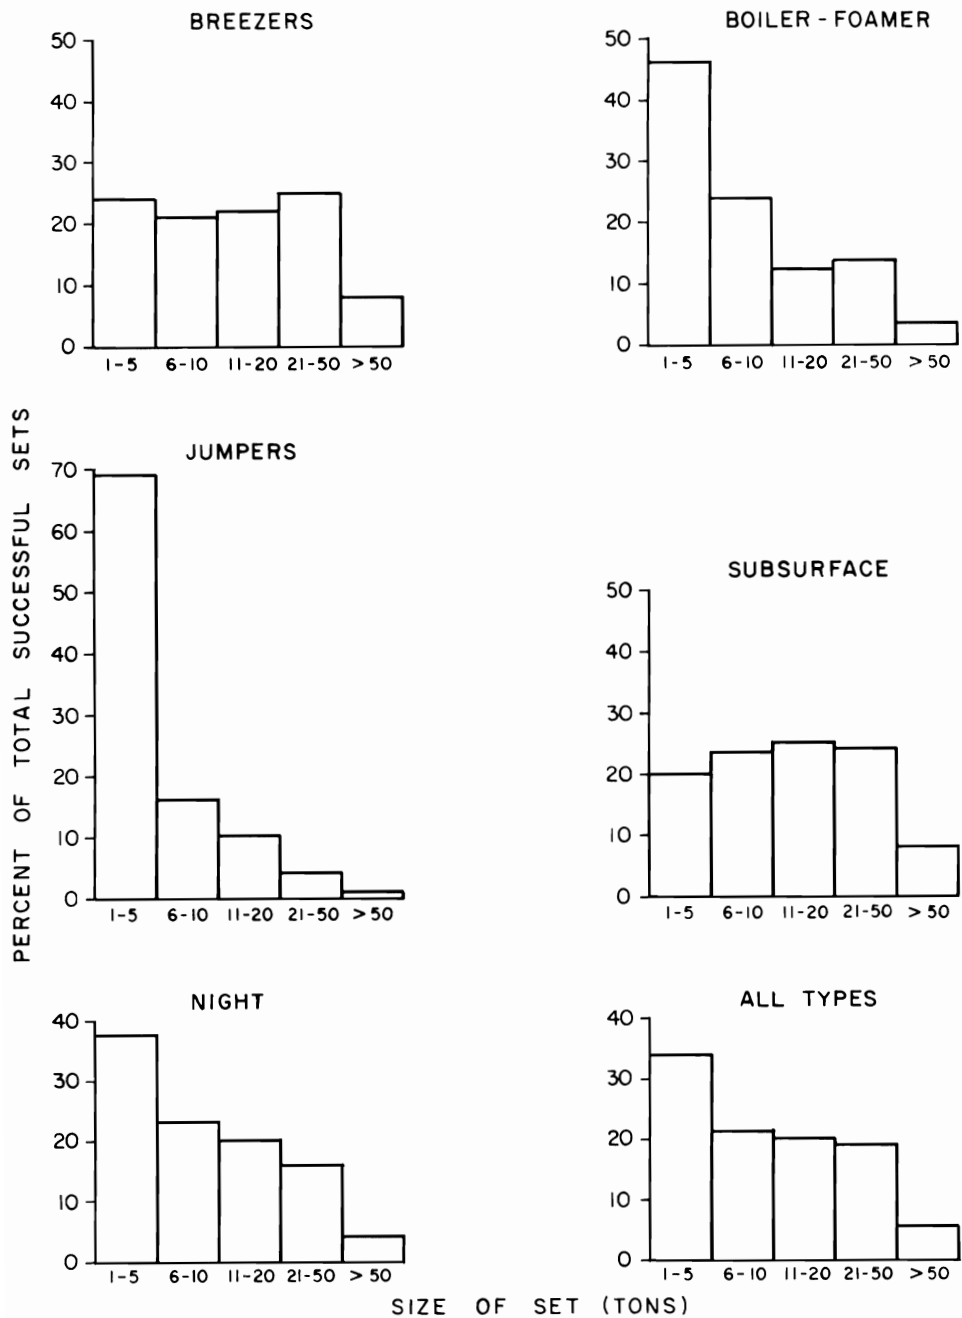 BREEZERS
50
40
30
20
10
0
1-5 6-10 11-20 21-50 >50
BOILER-FOAMER
50
40
30
20
10
0
1-5 6-10 11-20 21-50 >50
PERCENT OF TOTAL SUCCESSFUL SETS
JUMPERS
70
60
50
40
30
20
10
0
1-5 6-10 11-20 21-50 >50
SUBSURFACE
50
40
30
20
10
0
1-5 6-10 11-20 21-50 >50
NIGHT
40
30
20
10
0
1-5 6-10 11-20 21-50 >50
ALL TYPES
40
30
20
10
0
1-5 6-10 11-20 21-50 >50
SIZE OF SET (TONS)